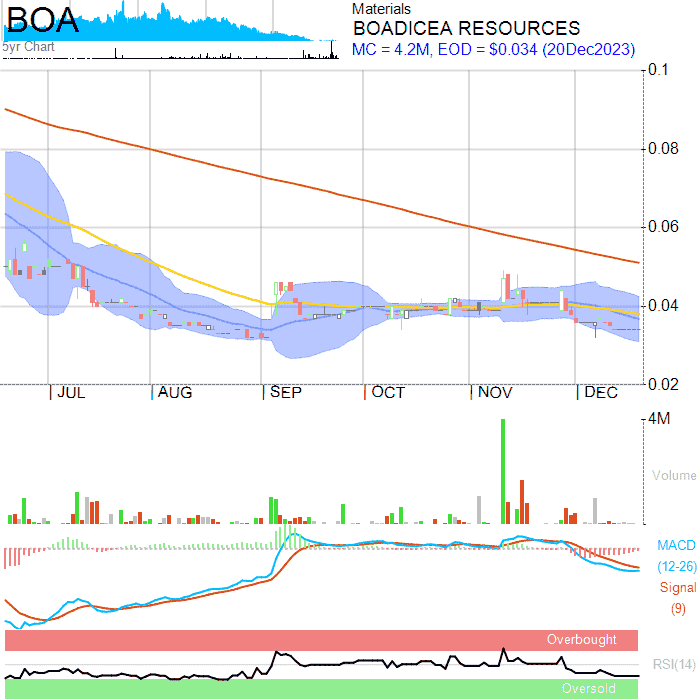 BOA
5yr Chart
Materials
BOADICEA RESOURCES
MC = 4.2M, EOD = $0.034 (20Dec2023)
0.1
0.08
0.06
0.04
0.02
JUL AUG SEP OCT NOV DEC
4M
Volume
MACD
(12-26)
Signal
(9)
Overbought
RSI(14)
Oversold